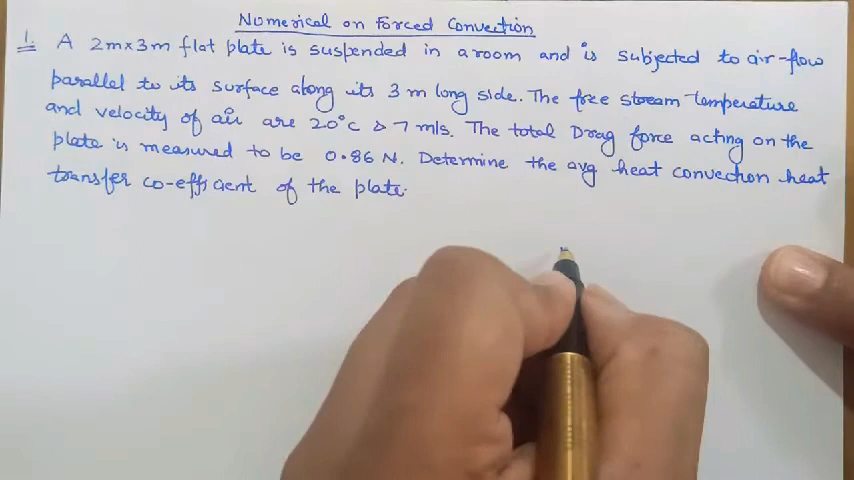 Numerical on Forced Convection
1. A 2m×3m flat plate is suspended in a room and is subjected to air-flow
parallel to its surface along its 3 m long side. The free stream temperature
and velocity of air are 20°c & 7 m/s. The total Drag force acting on the
plate is measured to be 0.86 N. Determine the avg heat convection heat
transfer co-efficient of the plate.